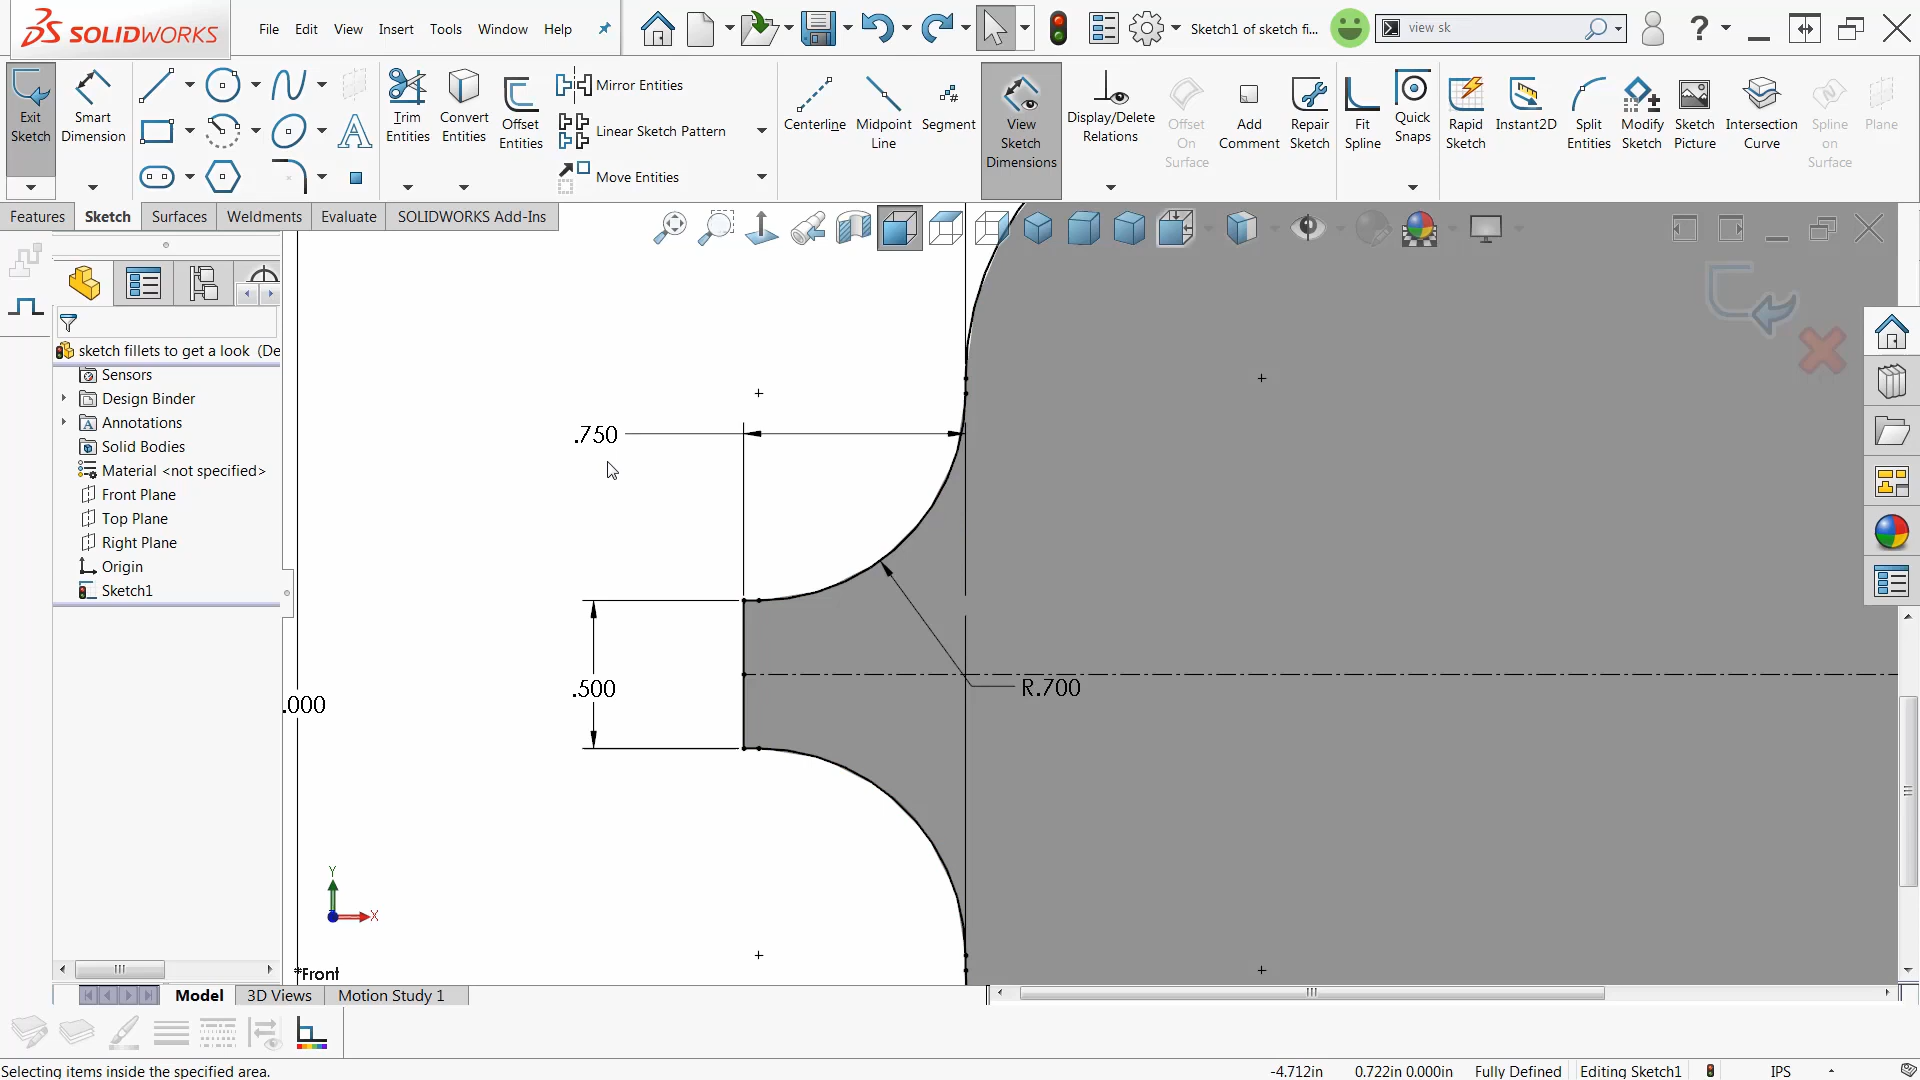 SOLIDWORKS
File Edit View Insert Tools Window Help
Sketch1 of sketch fi...
view sk
?
Exit Sketch
Smart Dimension
Trim Entities
Convert Entities
Offset Entities
Mirror Entities
Linear Sketch Pattern
Move Entities
Centerline
Midpoint Line
Segment
View Sketch Dimensions
Display/Delete Relations
Offset On Surface
Add Comment
Repair Sketch
Fit Spline
Quick Snaps
Rapid Sketch
Instant2D
Split Entities
Modify Sketch
Sketch Picture
Intersection Curve
Spline on Surface
Plane
Features Sketch Surfaces Weldments Evaluate SOLIDWORKS Add-Ins
sketch fillets to get a look (De
Sensors
Design Binder
Annotations
Solid Bodies
Material <not specified>
Front Plane
Top Plane
Right Plane
Origin
Sketch1
.750
.500
.000
R.700
Y
X
*Front
Model 3D Views Motion Study 1
Selecting items inside the specified area.
-4.712in 0.722in 0.000in Fully Defined Editing Sketch1 IPS